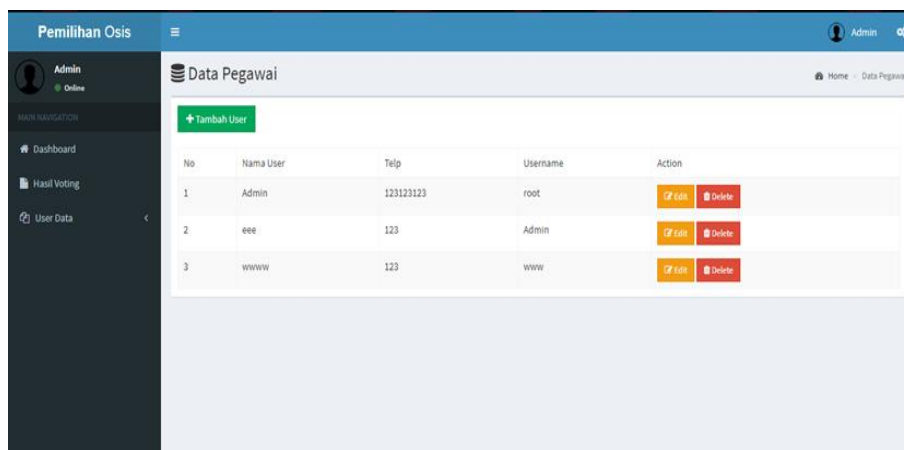 Pemilihan Osis
Admin
Admin
Online
Data Pegawai
Home
MAIN NAVIGATION
Tambah User
Dashboard
Hasil Voting
User Data
No Nama User Telp Username Action
1 Admin 123123123 root Edit Delete
2 eee 123 Admin Edit Delete
3 wwww 123 www Edit Delete